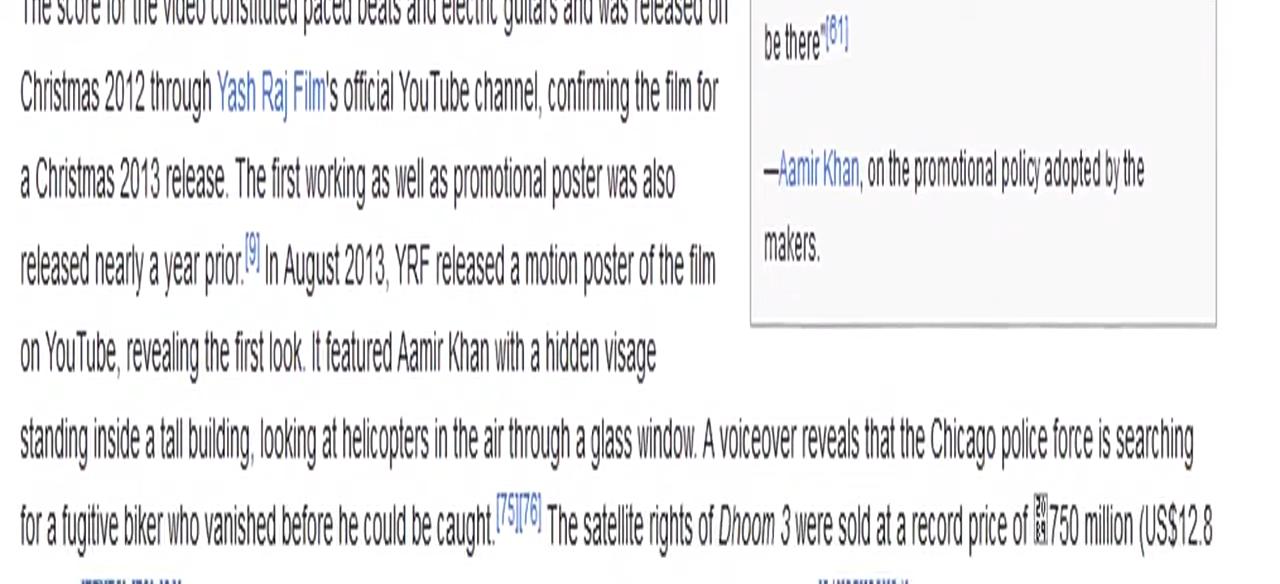 The score for the video constituted paced beats and electric guitars and was released on
Christmas 2012 through Yash Raj Film's official YouTube channel, confirming the film for
a Christmas 2013 release. The first working as well as promotional poster was also
released nearly a year prior.[9] In August 2013, YRF released a motion poster of the film
on YouTube, revealing the first look. It featured Aamir Khan with a hidden visage
standing inside a tall building, looking at helicopters in the air through a glass window. A voiceover reveals that the Chicago police force is searching
for a fugitive biker who vanished before he could be caught.[75][76] The satellite rights of Dhoom 3 were sold at a record price of 750 million (US$12.8
be there"[61]
—Aamir Khan, on the promotional policy adopted by the
makers.